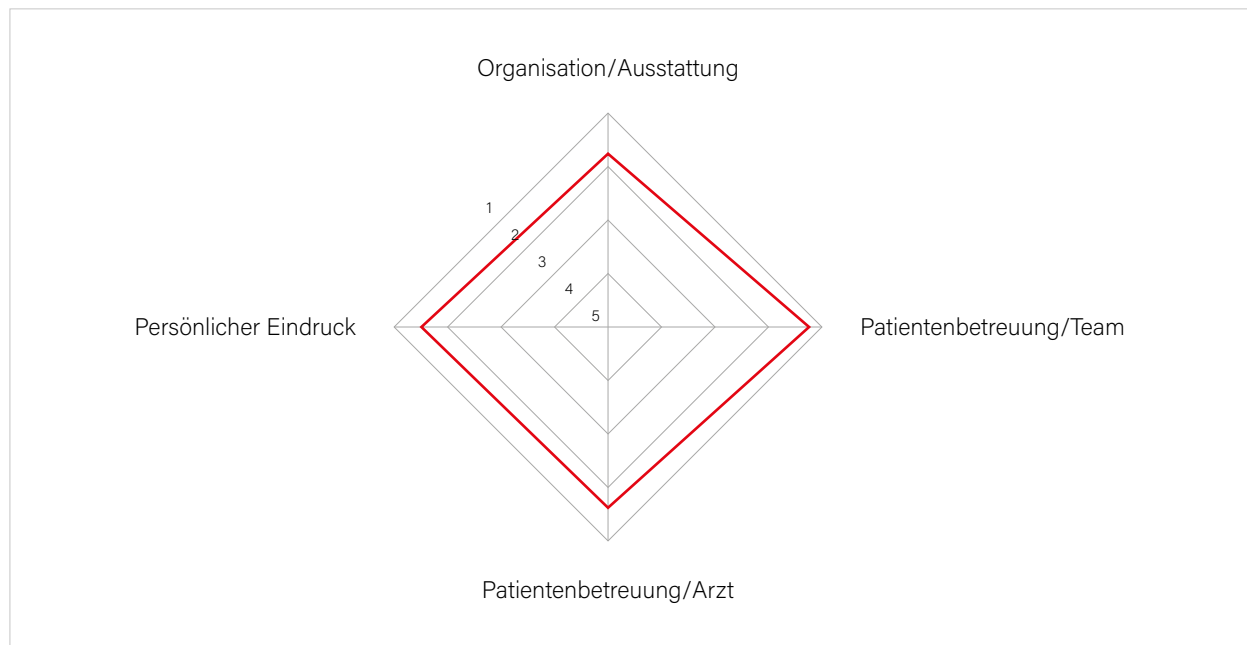 Organisation/Ausstattung
1
2
3
4
5
Persönlicher Eindruck
Patientenbetreuung/Team
Patientenbetreuung/Arzt